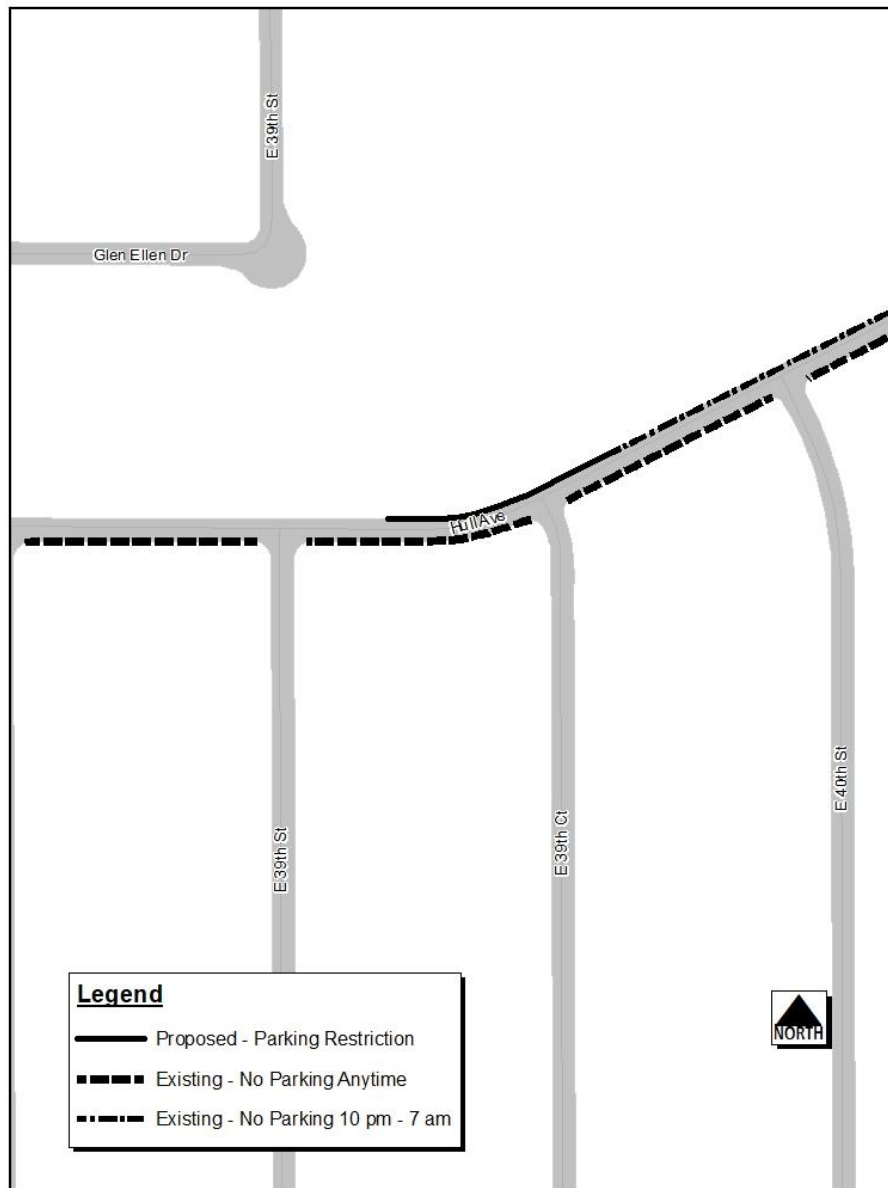 E 39th St
Glen Ellen Dr
Hull Ave
E 40th St
E 39th St
E 39th Ct
Legend
Proposed - Parking Restriction
Existing - No Parking Anytime
Existing - No Parking 10 pm - 7 am
NORTH